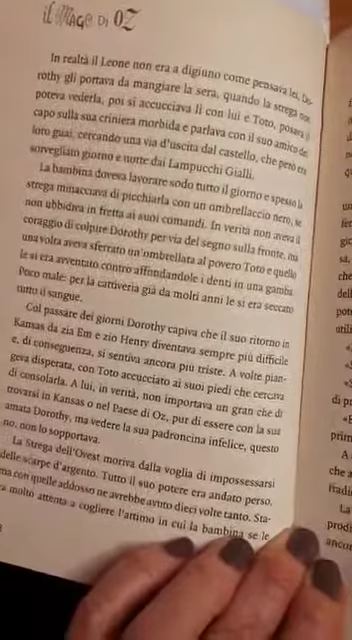 il Mago DI OZ
In realtà il Leone non era a digiuno come pensava lei, Do-
rothy gli portava da mangiare la sera, quando la strega non
poteva vederla, poi si accucciava lì con lui e Toto, posava il
capo sulla sua criniera morbida e parlava con il suo amico dei
loro guai, cercando una via d'uscita dal castello, che però era
sorvegliato giorno e notte dai Lampucchi Gialli.
La bambina doveva lavorare sodo tutto il giorno e spesso la
strega minacciava di picchiarla con un ombrellaccio nero, se
non ubbidiva in fretta ai suoi comandi. In verità non aveva il
coraggio di colpire Dorothy per via del segno sulla fronte, ma
una volta aveva sferrato un'ombrellata al povero Toto e quello
le si era avventato contro affondandole i denti in una gamba.
Poco male: per la cattiveria già da molti anni le si era seccato
tutto il sangue.
Col passare dei giorni Dorothy capiva che il suo ritorno in
Kansas da zia Em e zio Henry diventava sempre più difficile
e, di conseguenza, si sentiva ancora più triste. A volte pian-
geva disperata, con Toto accucciato ai suoi piedi che cercava
di consolarla. A lui, in verità, non importava un gran che di
trovarsi in Kansas o nel Paese di Oz, pur di essere con la sua
amata Dorothy, ma vedere la sua padroncina infelice, questo
no, non lo sopportava.
La Strega dell'Ovest moriva dalla voglia di impossessarsi
delle scarpe d'argento. Tutto il suo potere era andato perso,
ma con quelle addosso ne avrebbe avuto dieci volte tanto. Sta-
va molto attenta a cogliere l'attimo in cui la bambina se le